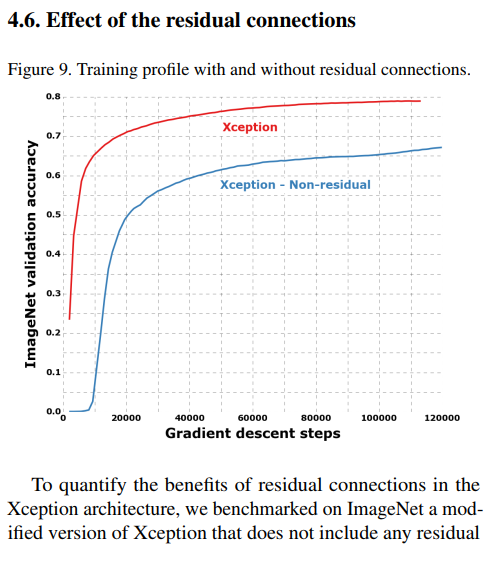 4.6. Effect of the residual connections
Figure 9. Training profile with and without residual connections.
0.8
0.7
0.6
0.5
0.4
0.3
0.2
0.1
0.0
ImageNet validation accuracy
Xception
Xception - Non-residual
0 20000 40000 60000 80000 100000 120000
Gradient descent steps
To quantify the benefits of residual connections in the
Xception architecture, we benchmarked on ImageNet a mod-
ified version of Xception that does not include any residual